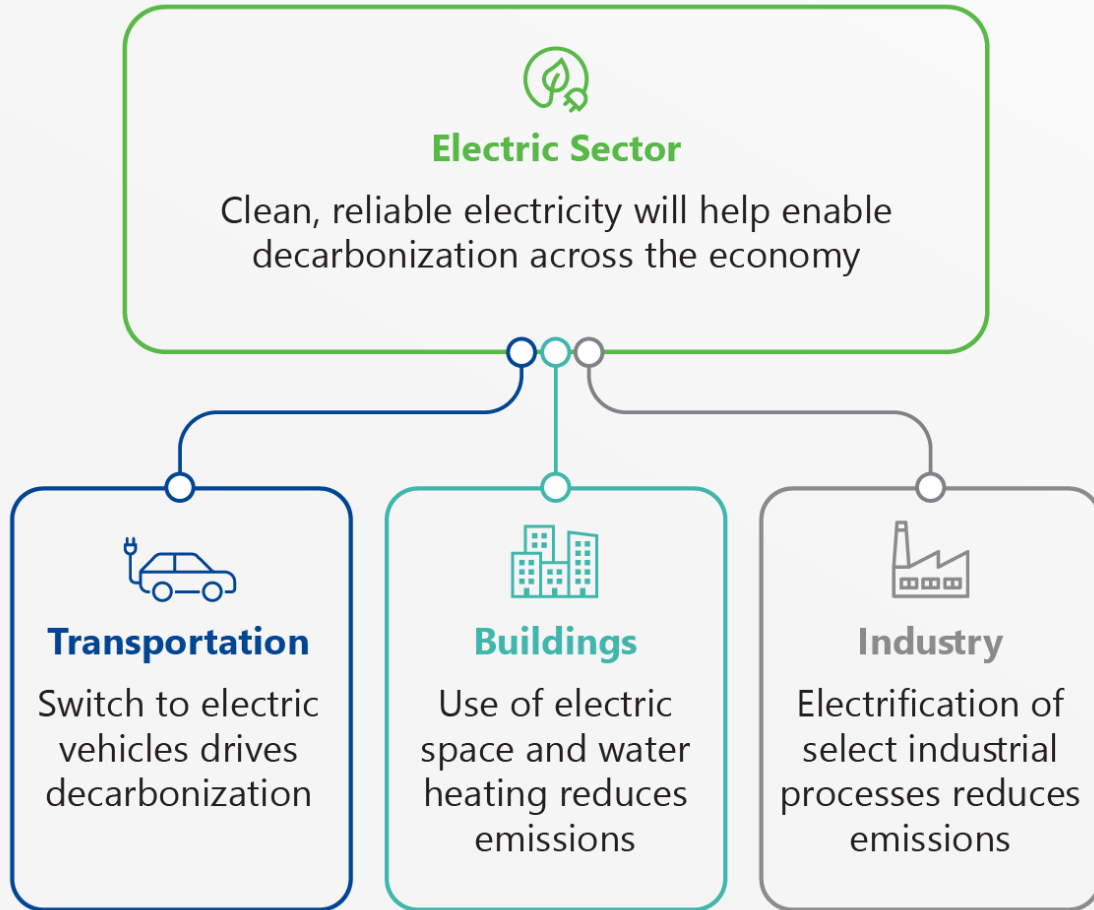 Electric Sector
Clean, reliable electricity will help enable
decarbonization across the economy
Transportation
Switch to electric
vehicles drives
decarbonization
Buildings
Use of electric
space and water
heating reduces
emissions
Industry
Electrification of
select industrial
processes reduces
emissions